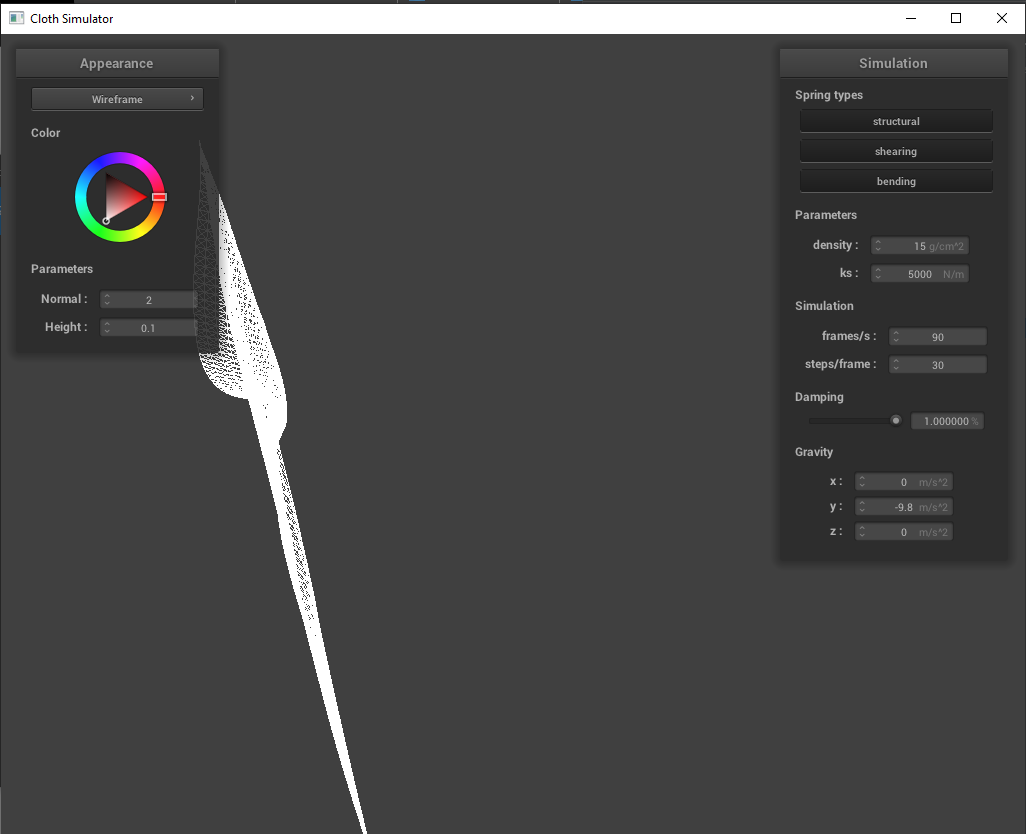 Cloth Simulator
Appearance
Wireframe
Color
Parameters
Normal : 2
Height : 0.1
Simulation
Spring types
structural
shearing
bending
Parameters
density : 15 g/cm^2
ks : 5000 N/m
Simulation
frames/s : 90
steps/frame : 30
Damping
1.000000 %
Gravity
x : 0 m/s^2
y : -9.8 m/s^2
z : 0 m/s^2